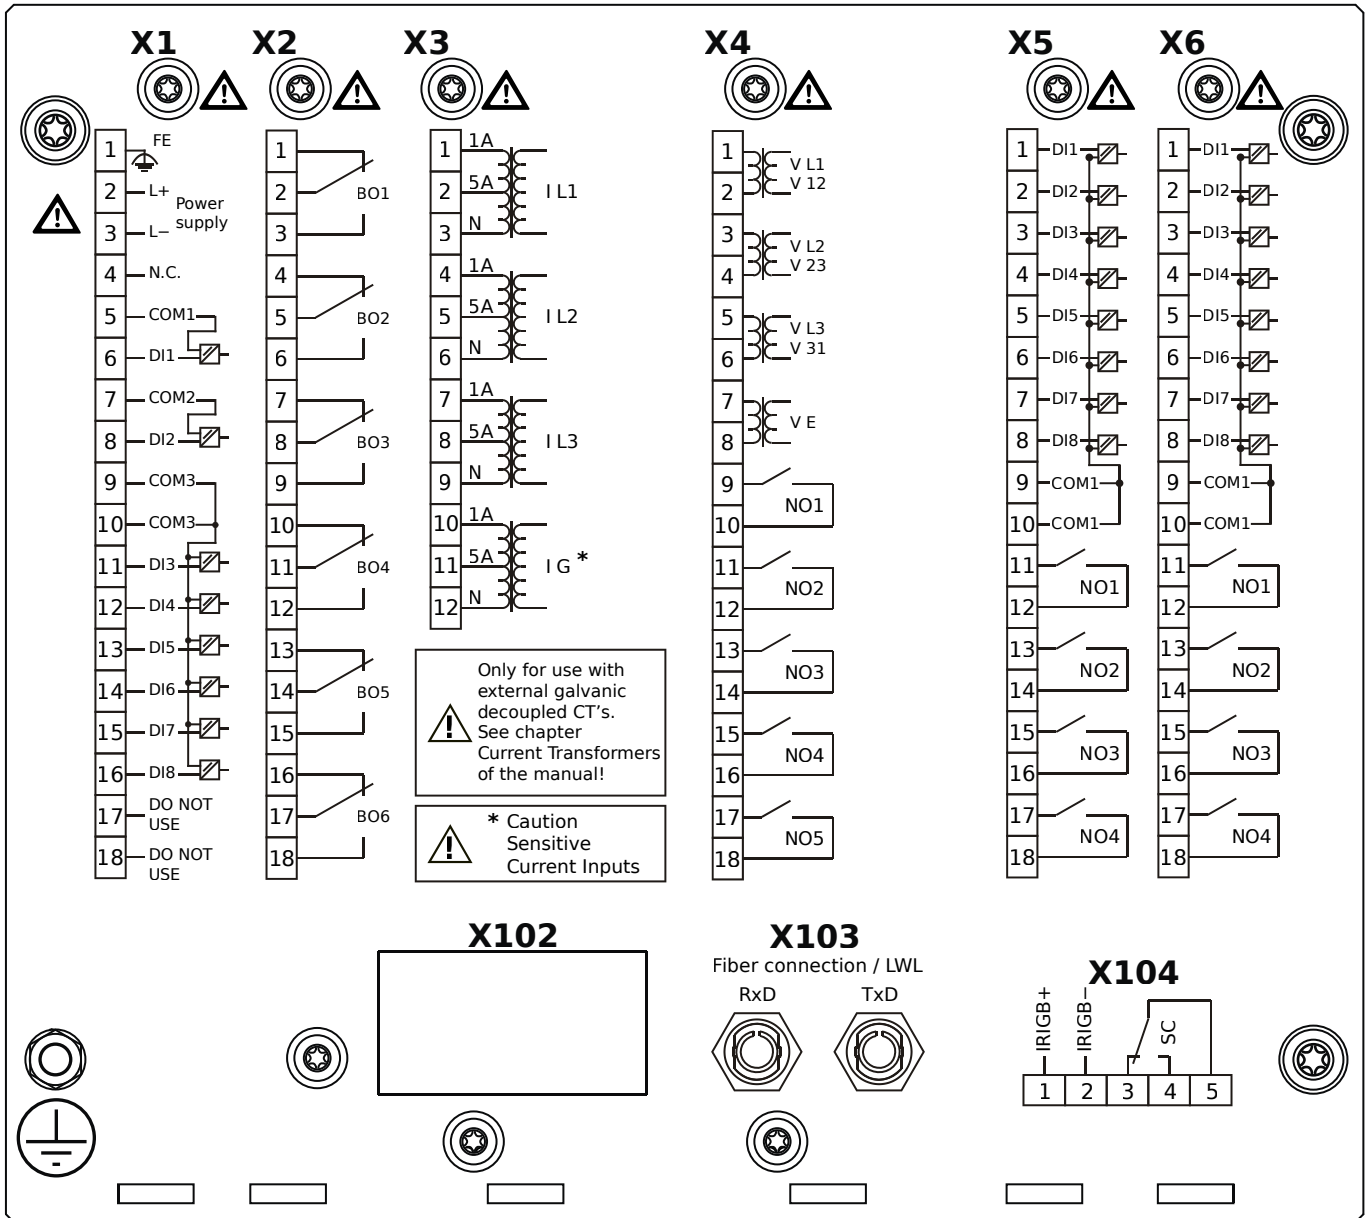 X1 X2 X3 X4 X5 X6
1 FE
2 L+
3 L−
Power
supply
4 N.C.
5 COM1
6 DI1
7 COM2
8 DI2
9 COM3
10 COM3
11 DI3
12 DI4
13 DI5
14 DI6
15 DI7
16 DI8
17 DO NOT
USE
18 DO NOT
USE
1
2 BO1
3
4
5 BO2
6
7
8 BO3
9
10
11 BO4
12
13
14 BO5
15
16
17 BO6
18
1 1A
2 5A I L1
3 N
4 1A
5 5A I L2
6 N
7 1A
8 5A I L3
9 N
10 1A
11 5A I G *
12 N
Only for use with
external galvanic
decoupled CT's.
See chapter
Current Transformers
of the manual!
* Caution
Sensitive
Current Inputs
1 V L1
2 V 12
3 V L2
4 V 23
5 V L3
6 V 31
7 V E
8
9 NO1
10
11 NO2
12
13 NO3
14
15 NO4
16
17 NO5
18
1 DI1
2 DI2
3 DI3
4 DI4
5 DI5
6 DI6
7 DI7
8 DI8
9 COM1
10 COM1
11 NO1
12
13 NO2
14
15 NO3
16
17 NO4
18
1 DI1
2 DI2
3 DI3
4 DI4
5 DI5
6 DI6
7 DI7
8 DI8
9 COM1
10 COM1
11 NO1
12
13 NO2
14
15 NO3
16
17 NO4
18
X102
X103
Fiber connection / LWL
RxD TxD
X104
IRIGB+ IRIGB− SC
1 2 3 4 5